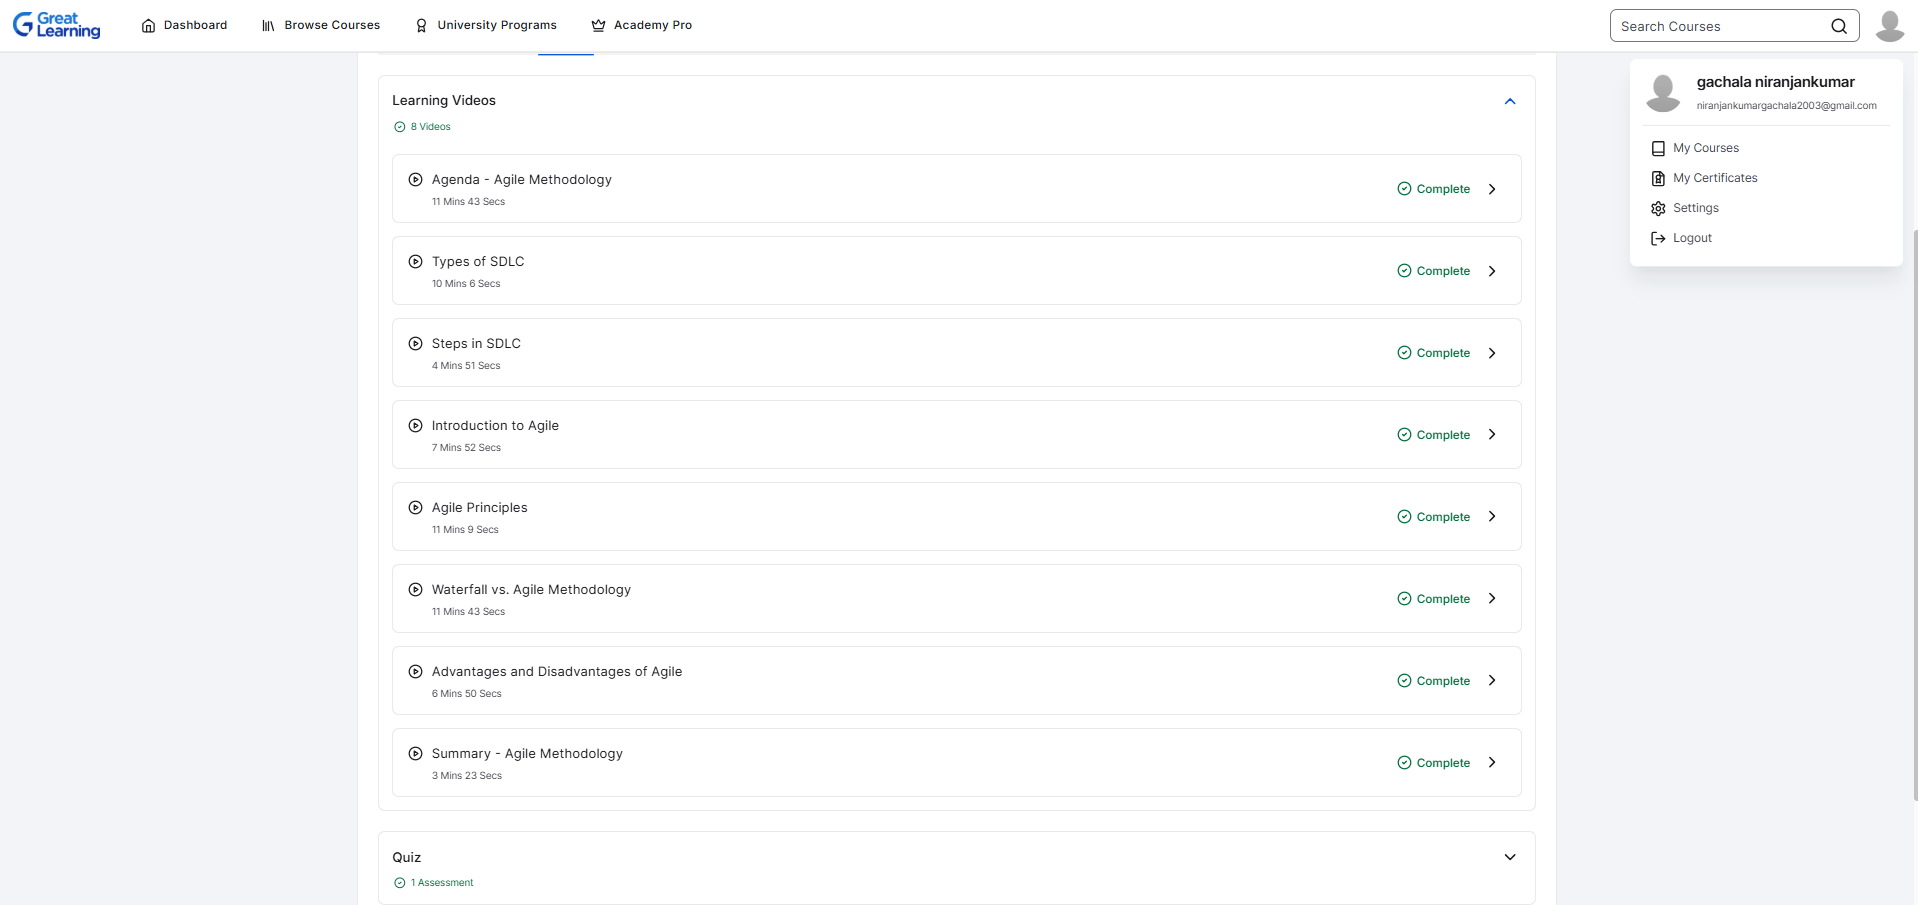 Great Learning
Dashboard
Browse Courses
University Programs
Academy Pro
Search Courses
gachala niranjankumar
niranjankumargachala2003@gmail.com
My Courses
My Certificates
Settings
Logout
Learning Videos
8 Videos
Agenda - Agile Methodology
Complete
11 Mins 43 Secs
Types of SDLC
Complete
10 Mins 6 Secs
Steps in SDLC
Complete
4 Mins 51 Secs
Introduction to Agile
Complete
7 Mins 52 Secs
Agile Principles
Complete
11 Mins 9 Secs
Waterfall vs. Agile Methodology
Complete
11 Mins 43 Secs
Advantages and Disadvantages of Agile
Complete
6 Mins 50 Secs
Summary - Agile Methodology
Complete
3 Mins 23 Secs
Quiz
1 Assessment